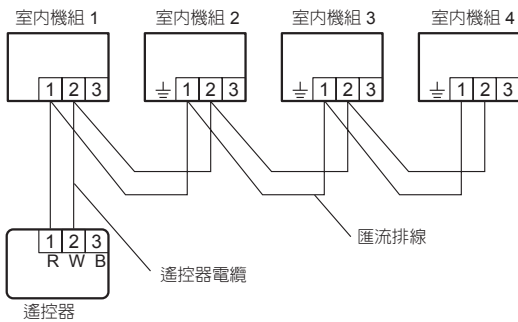 室內機組 1
室內機組 2
室內機組 3
室內機組 4
1 2 3
1 2 3
1 2 3
1 2 3
匯流排線
1 2 3
R W B
遙控器電纜
遙控器